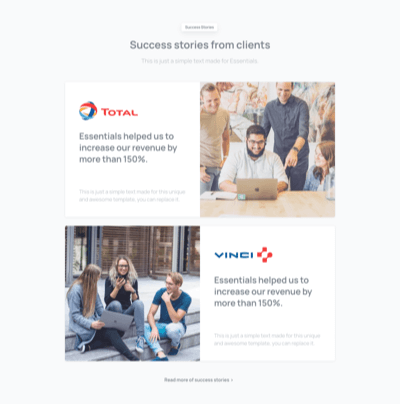 Success Stories
Success stories from clients
This is just a simple text made for Essentials.
TOTAL
Essentials helped us to
increase our revenue by
more than 150%.
This is just a simple text made for this unique
and awesome template, you can replace it.
VINCI
Essentials helped us to
increase our revenue by
more than 150%.
This is just a simple text made for this unique
and awesome template, you can replace it.
Read more of success stories >